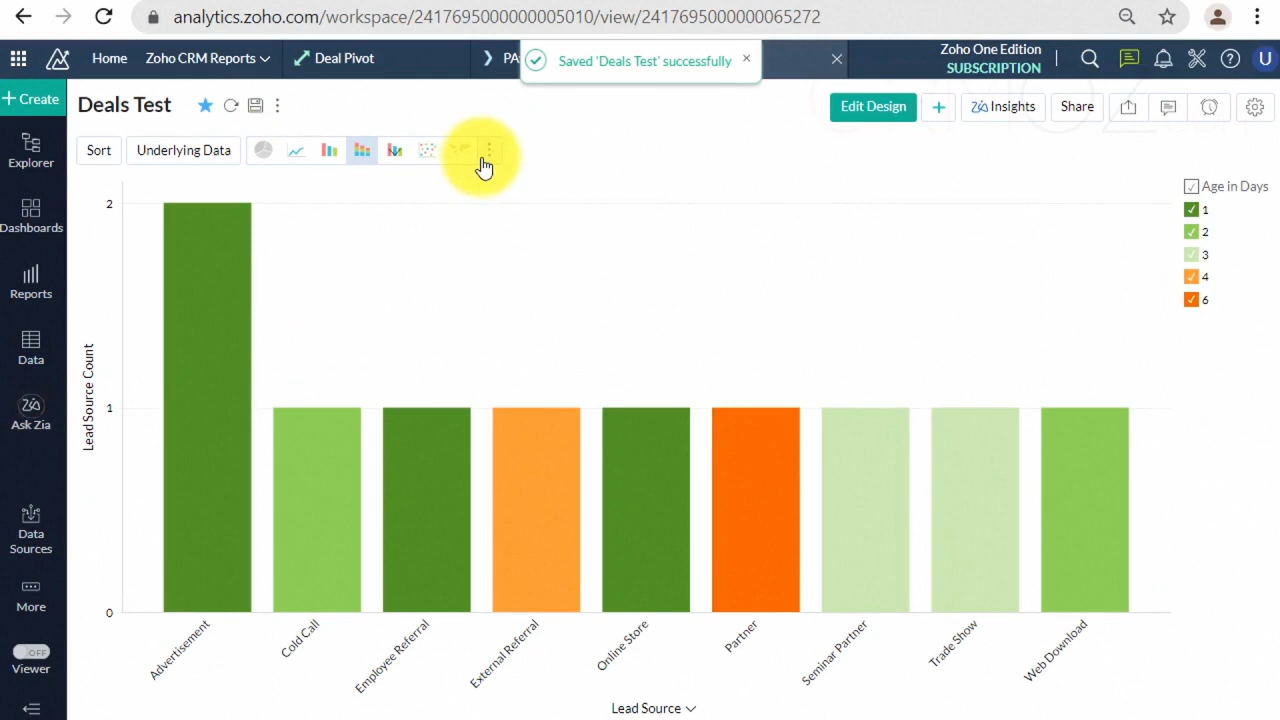 analytics.zoho.com/workspace/2417695000000005010/view/2417695000000065272
Home
Zoho CRM Reports
Deal Pivot
Saved 'Deals Test' successfully
Zoho One Edition
SUBSCRIPTION
U
Create
Deals Test
Edit Design
Insights
Share
Explorer
Sort
Underlying Data
Dashboards
Reports
Data
Ask Zia
Data
Sources
More
OFF
Viewer
Age in Days
1
2
3
4
6
Lead Source Count
2
1
0
Advertisement
Cold Call
Employee Referral
External Referral
Online Store
Partner
Seminar Partner
Trade Show
Web Download
Lead Source